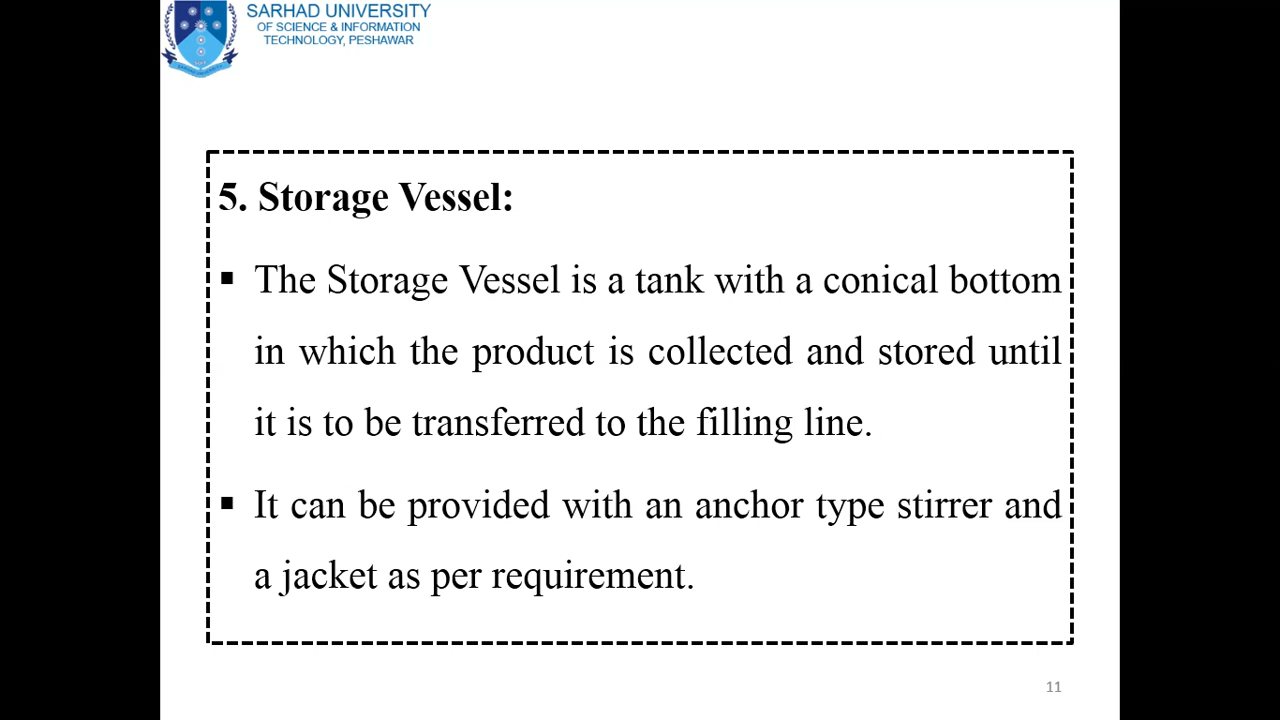 SARHAD UNIVERSITY
OF SCIENCE & INFORMATION
TECHNOLOGY, PESHAWAR
5. Storage Vessel:
▪ The Storage Vessel is a tank with a conical bottom
in which the product is collected and stored until
it is to be transferred to the filling line.
▪ It can be provided with an anchor type stirrer and
a jacket as per requirement.
11